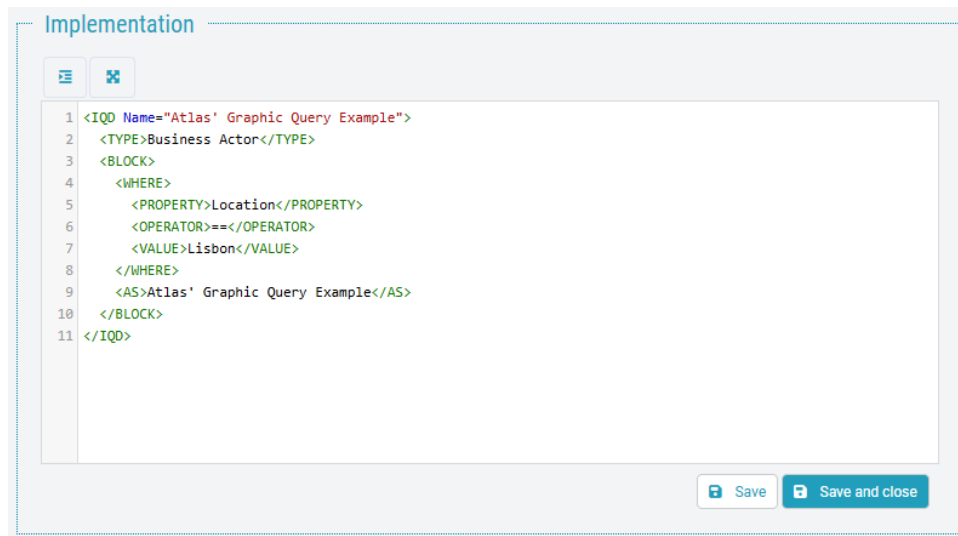 Implementation
1 <IQD Name="Atlas' Graphic Query Example">
2 <TYPE>Business Actor</TYPE>
3 <BLOCK>
4 <WHERE>
5 <PROPERTY>Location</PROPERTY>
6 <OPERATOR>==</OPERATOR>
7 <VALUE>Lisbon</VALUE>
8 </WHERE>
9 <AS>Atlas' Graphic Query Example</AS>
10 </BLOCK>
11 </IQD>
Save Save and close